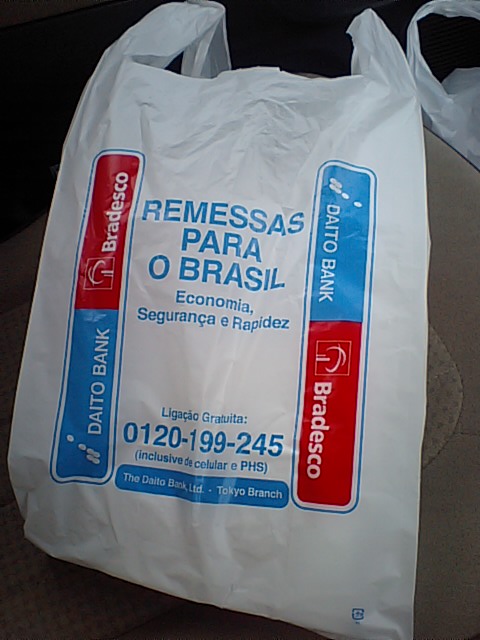 Bradesco
DAITO BANK
REMESSAS
PARA
O BRASIL
Economia,
Segurança e Rapidez
Ligação Gratuita:
0120-199-245
(inclusive de celular e PHS)
The Daito Bank, Ltd. - Tokyo Branch
DAITO BANK
Bradesco